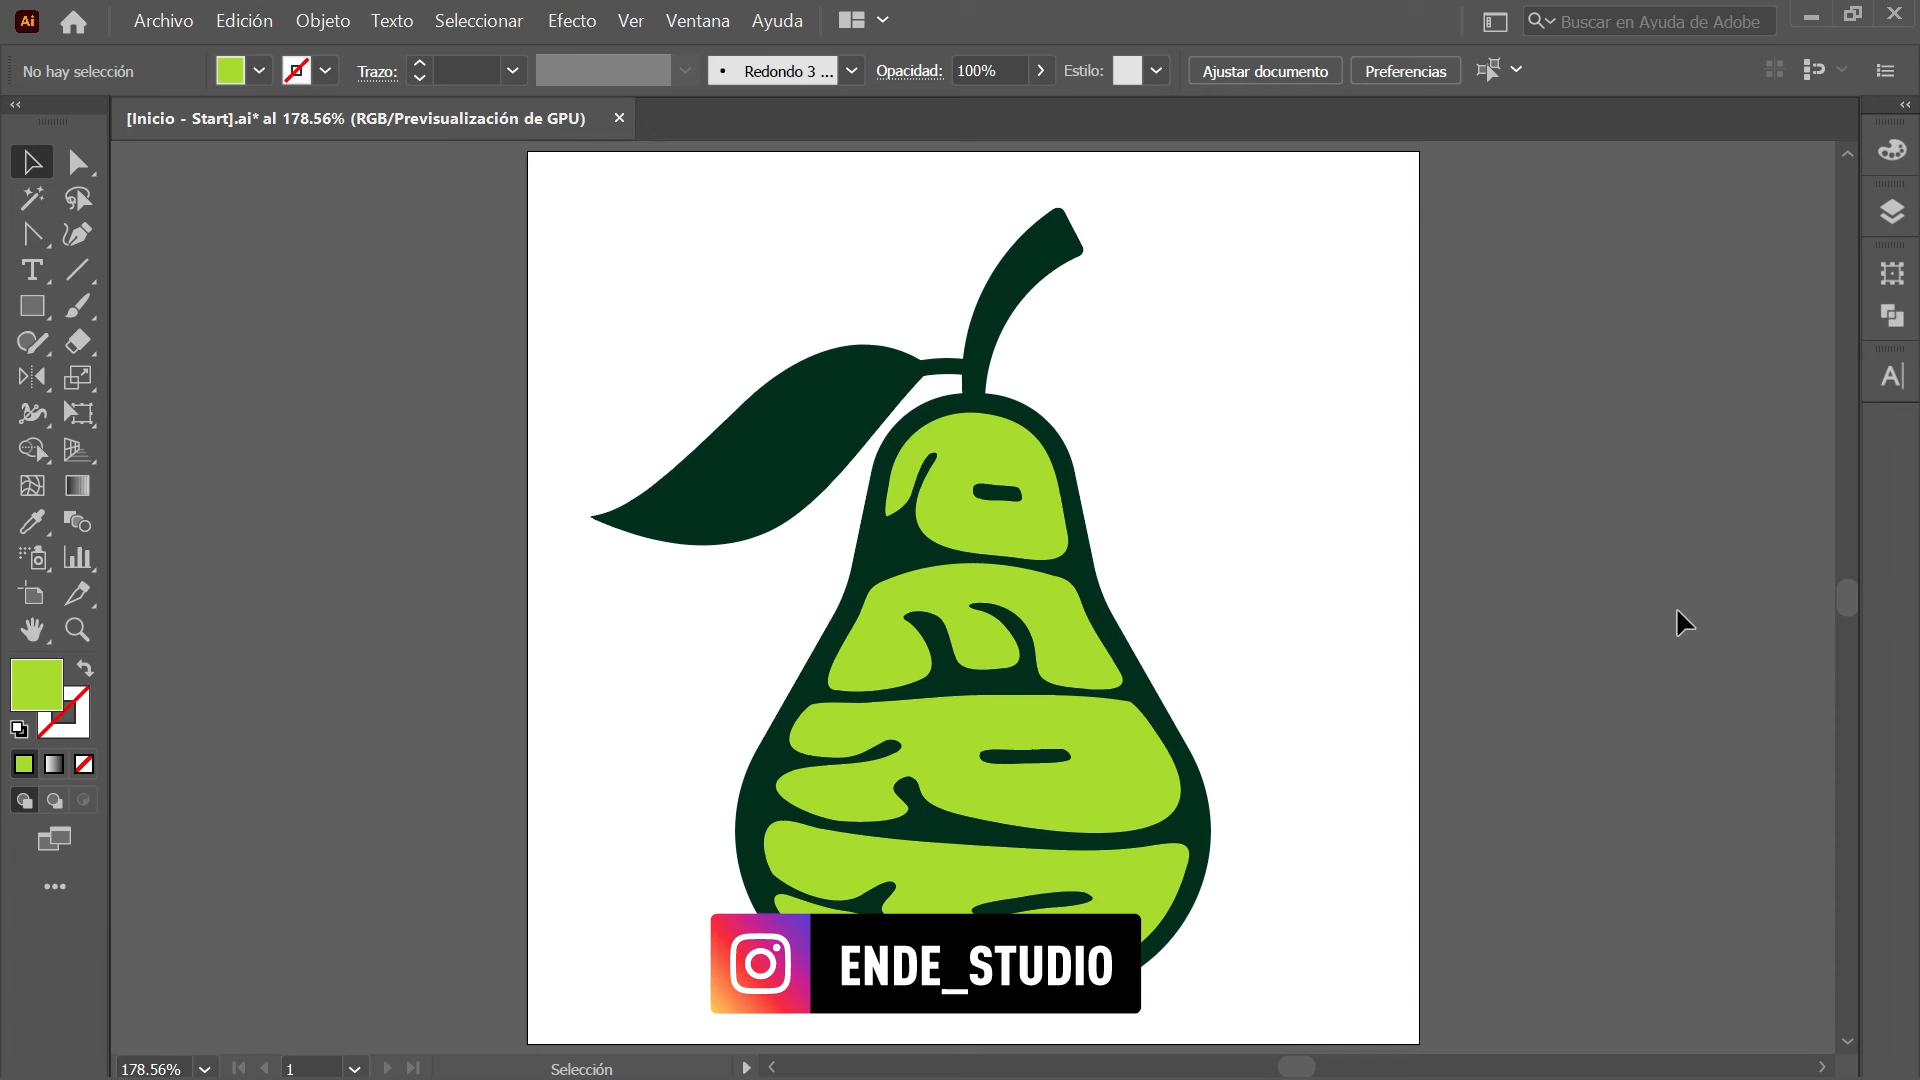 Ai Archivo Edición Objeto Texto Seleccionar Efecto Ver Ventana Ayuda Buscar en Ayuda de Adobe
No hay selección Trazo: Redondo 3 ... Opacidad: 100% Estilo: Ajustar documento Preferencias
[Inicio - Start].ai* al 178.56% (RGB/Previsualización de GPU)
ENDE_STUDIO
178.56% 1 Selección